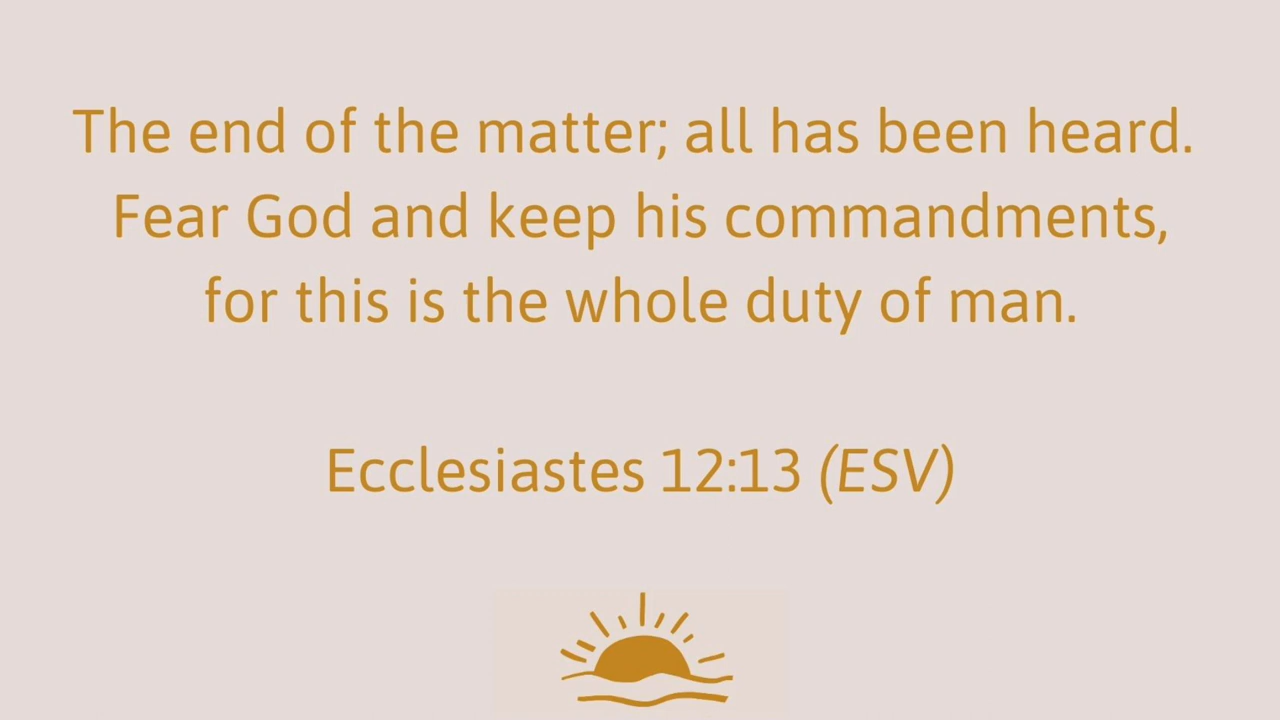 The end of the matter; all has been heard.
Fear God and keep his commandments,
for this is the whole duty of man.
Ecclesiastes 12:13 (ESV)